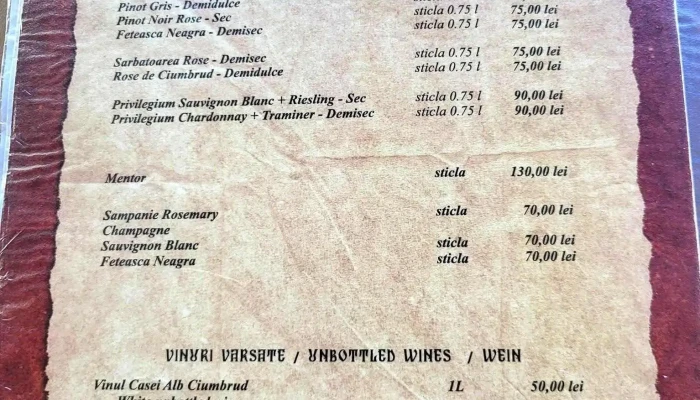 Pinot Gris - Demidulce 75,00 lei
Pinot Noir Rose - Sec sticla 0.75 l 75,00 lei
Feteasca Neagra - Demisec sticla 0.75 l
Sarbatoarea Rose - Demisec sticla 0.75 l 75,00 lei
Rose de Ciumbrud - Demidulce sticla 0.75 l 75,00 lei
Privilegium Sauvignon Blanc + Riesling - Sec sticla 0.75 l 90,00 lei
Privilegium Chardonnay + Traminer - Demisec sticla 0.75 l 90,00 lei
Mentor sticla 130,00 lei
Sampanie Rosemary sticla 70,00 lei
Champagne
Sauvignon Blanc sticla 70,00 lei
Feteasca Neagra sticla 70,00 lei
VINURI VARSATE / UNBOTTLED WINES / WEIN
Vinul Casei Alb Ciumbrud 1L 50,00 lei